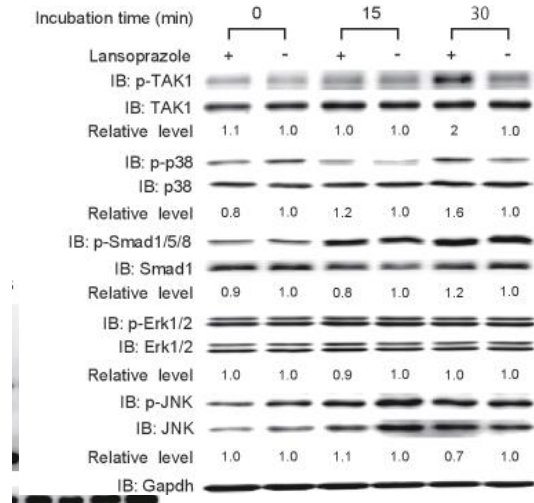 Incubation time (min) 0 15 30
Lansoprazole + - + - + -
IB: p-TAK1
IB: TAK1
Relative level 1.1 1.0 1.0 1.0 2 1.0
IB: p-p38
IB: p38
Relative level 0.8 1.0 1.2 1.0 1.6 1.0
IB: p-Smad1/5/8
IB: Smad1
Relative level 0.9 1.0 0.8 1.0 1.2 1.0
IB: p-Erk1/2
IB: Erk1/2
Relative level 1.0 1.0 0.9 1.0 1.0 1.0
IB: p-JNK
IB: JNK
Relative level 1.0 1.0 1.1 1.0 0.7 1.0
IB: Gapdh